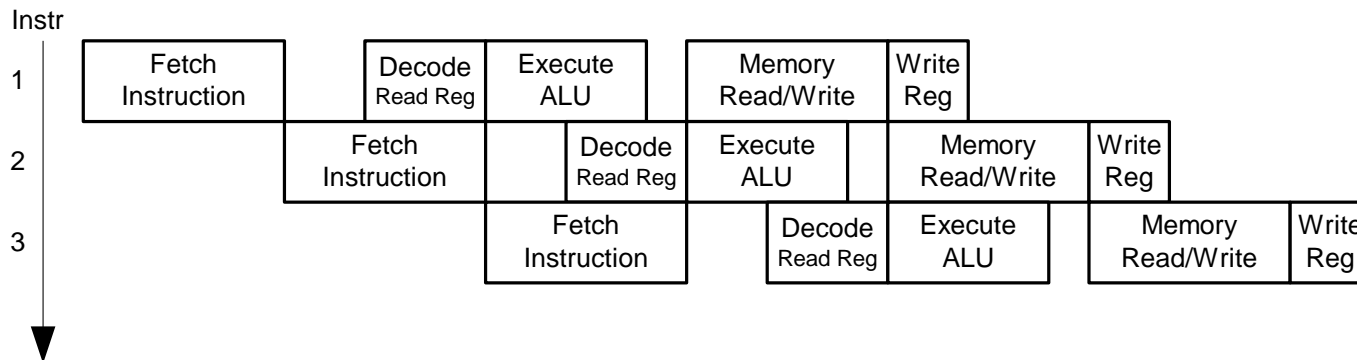 Instr
1
Fetch
Instruction
Decode
Read Reg
Execute
ALU
Memory
Read/Write
Write
Reg
2
Fetch
Instruction
Decode
Read Reg
Execute
ALU
Memory
Read/Write
Write
Reg
3
Fetch
Instruction
Decode
Read Reg
Execute
ALU
Memory
Read/Write
Write
Reg